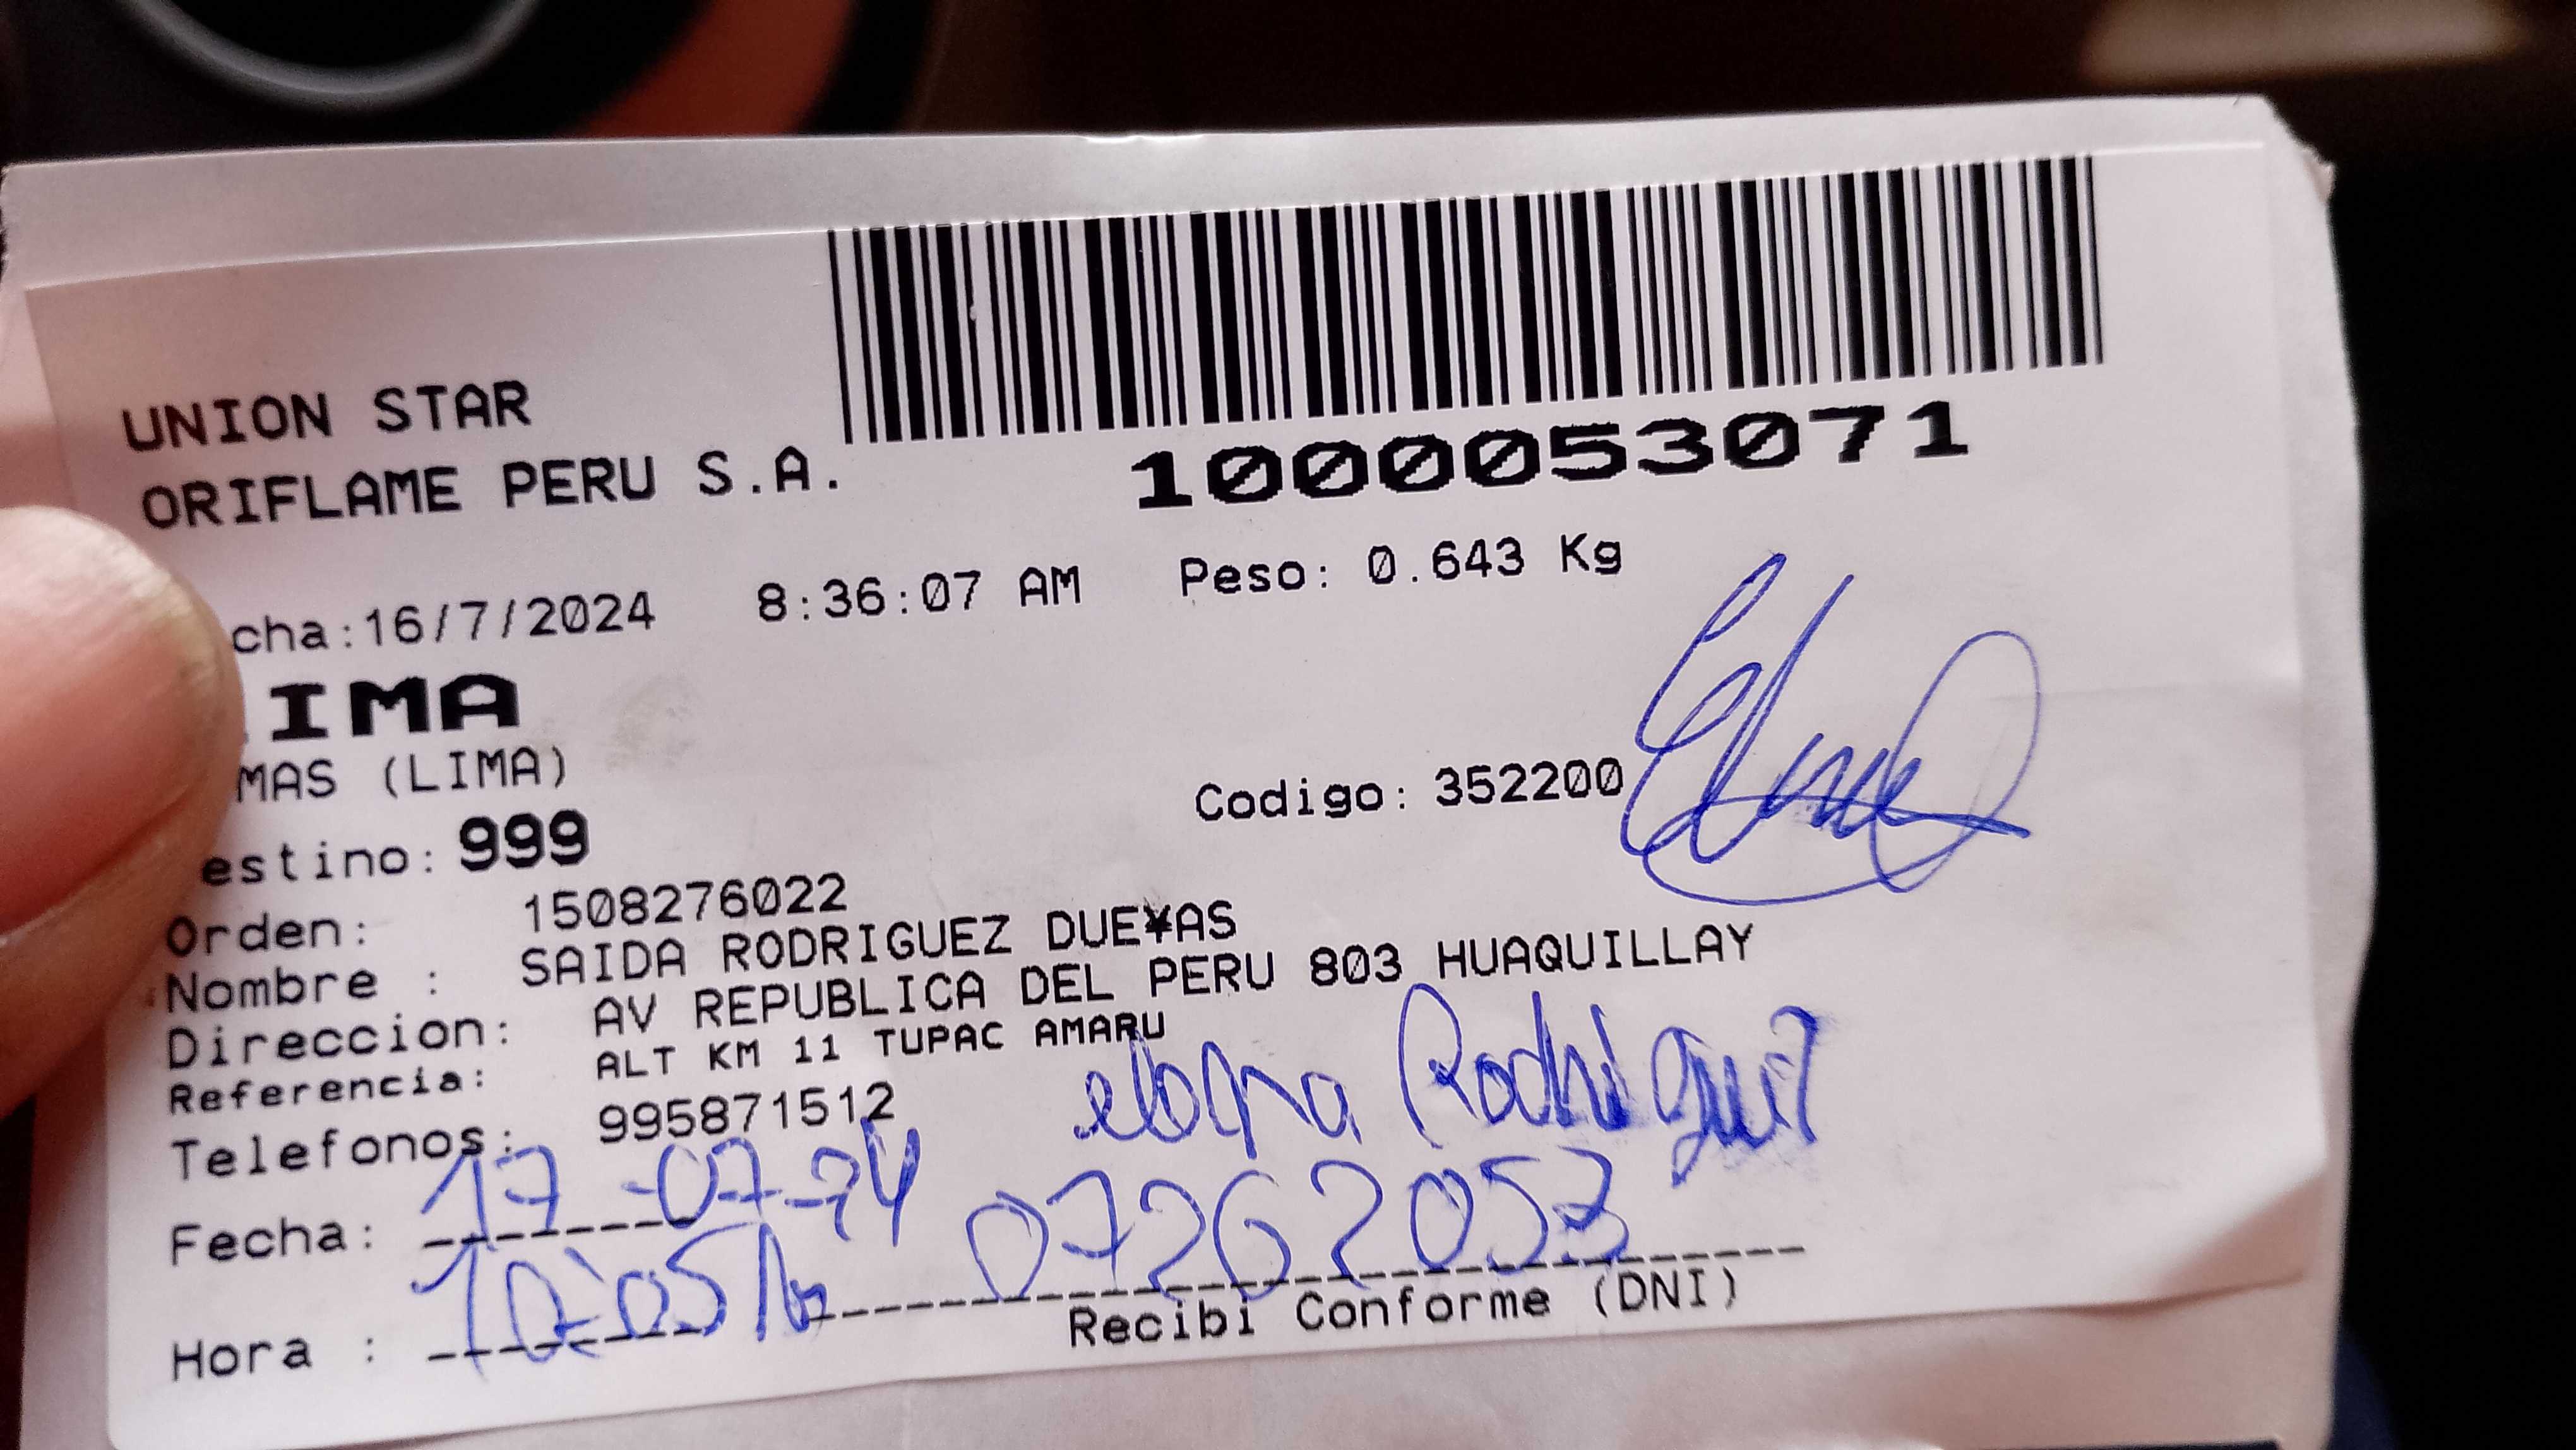 UNION STAR
ORIFLAME PERU S.A.
1000053071
cha:16/7/2024 8:36:07 AM Peso: 0.643 Kg
IMA
MAS (LIMA)
Codigo: 352200
estino: 999
Orden: 1508276022
Nombre : SAIDA RODRIGUEZ DUE¥AS
Direccion: AV REPUBLICA DEL PERU 803 HUAQUILLAY
Referencia: ALT KM 11 TUPAC AMARU
Telefonos: 995871512
Rodriguez
Fecha: 17-07-24
Hora : 10:05
Recibi Conforme (DNI)